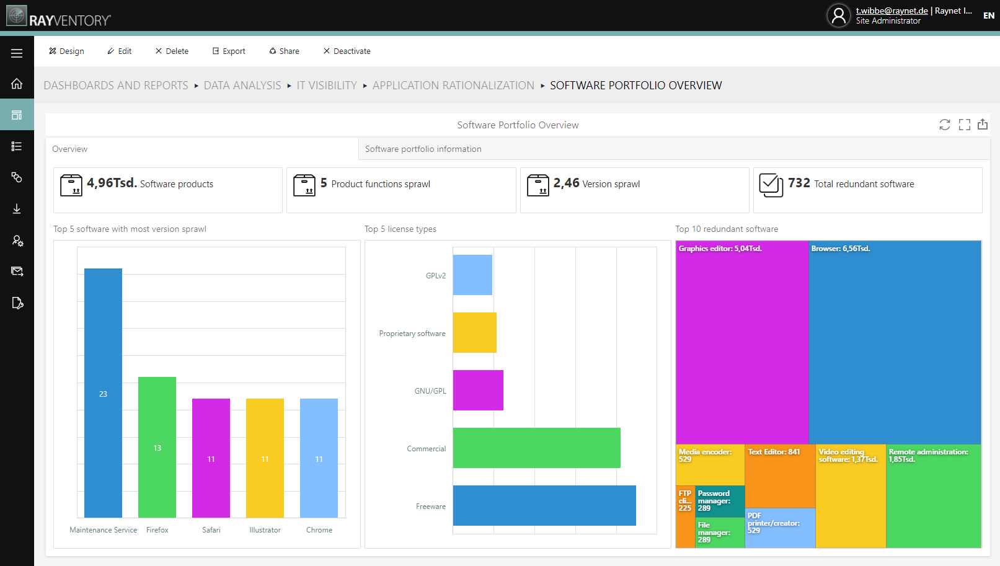 RAYVENTORY
t.wibbe@raynet.de | Raynet I...
Site Administrator
EN
Design
Edit
Delete
Export
Share
Deactivate
DASHBOARDS AND REPORTS ▸ DATA ANALYSIS ▸ IT VISIBILITY ▸ APPLICATION RATIONALIZATION ▸ SOFTWARE PORTFOLIO OVERVIEW
Software Portfolio Overview
Overview
Software portfolio information
4,96Tsd. Software products
5 Product functions sprawl
2,46 Version sprawl
732 Total redundant software
Top 5 software with most version sprawl
23
13
11
11
11
Maintenance Service
Firefox
Safari
Illustrator
Chrome
Top 5 license types
GPLv2
Proprietary software
GNU/GPL
Commercial
Freeware
Top 10 redundant software
Graphics editor: 5,04Tsd.
Browser: 6,56Tsd.
Media encoder:
529
Text Editor: 841
Video editing
software: 1,37Tsd.
Remote administration:
1,85Tsd.
FTP
cli...
225
Password
manager:
289
File
manager:
289
PDF
printer/creator:
529